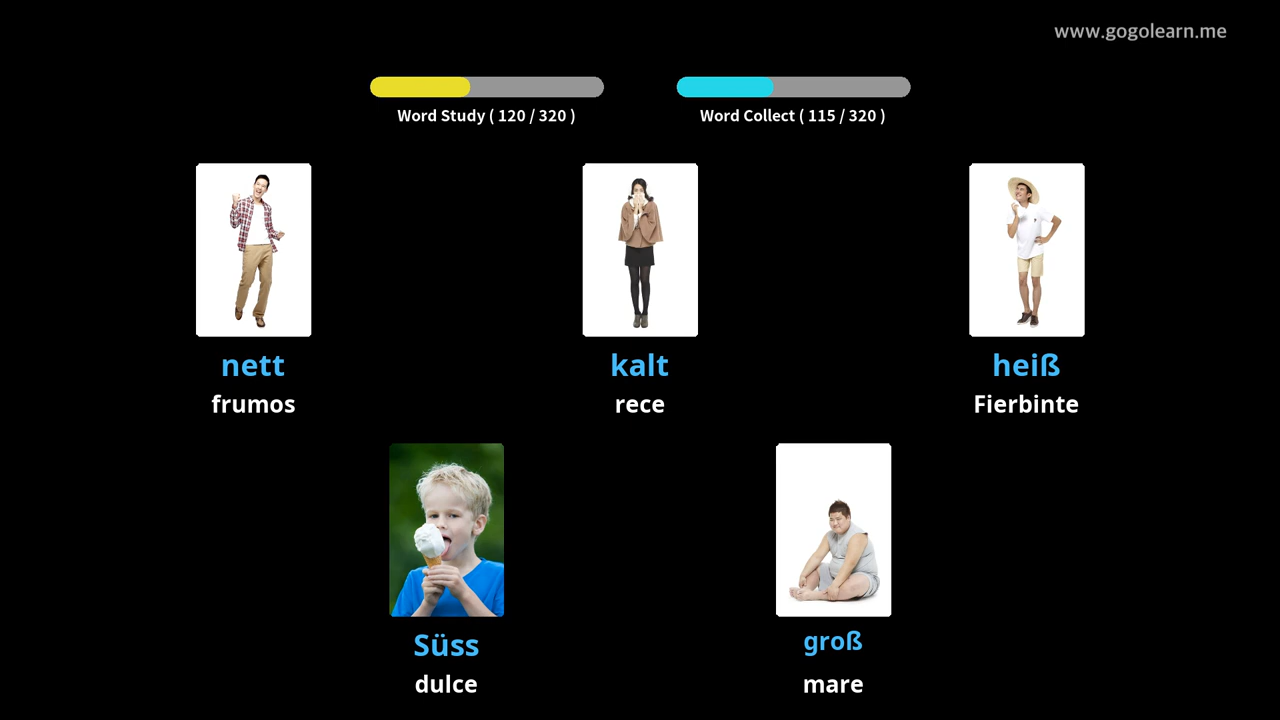 www.gogolearn.me
Word Study ( 120 / 320 )
Word Collect ( 115 / 320 )
nett
frumos
kalt
rece
heiß
Fierbinte
Süss
dulce
groß
mare